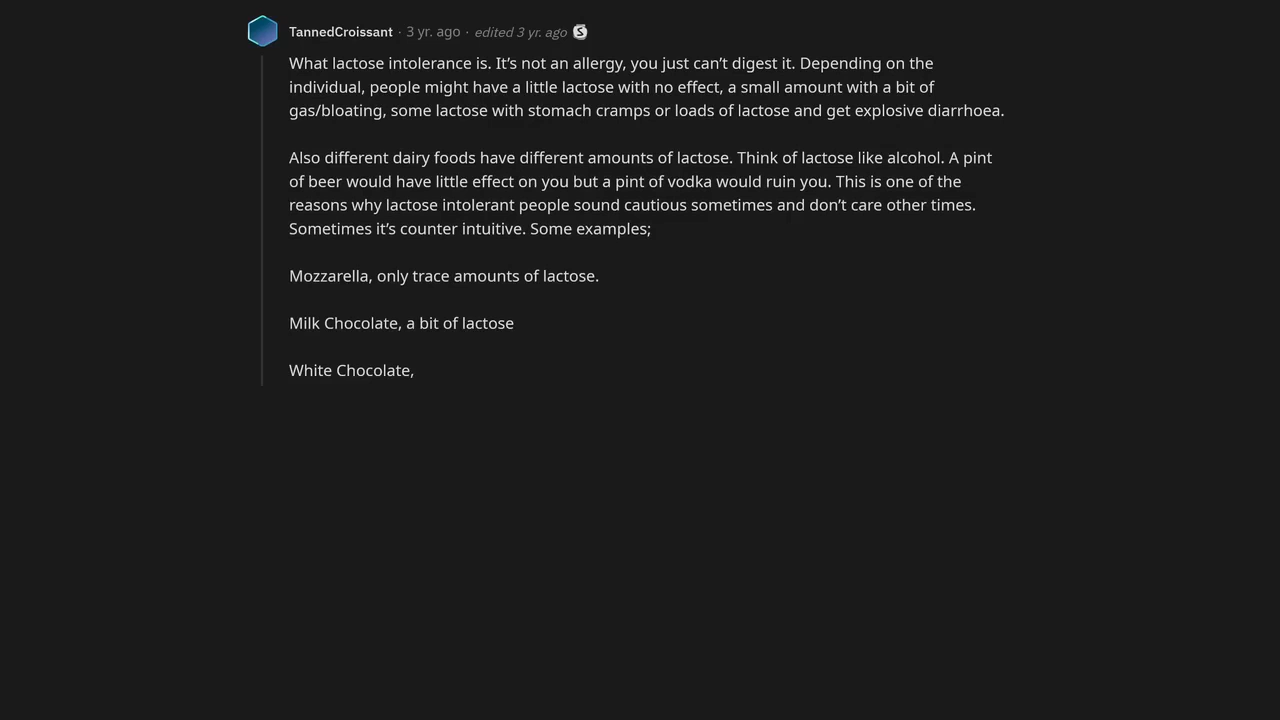 TannedCroissant · 3 yr. ago · edited 3 yr. ago
What lactose intolerance is. It’s not an allergy, you just can’t digest it. Depending on the
individual, people might have a little lactose with no effect, a small amount with a bit of
gas/bloating, some lactose with stomach cramps or loads of lactose and get explosive diarrhoea.
Also different dairy foods have different amounts of lactose. Think of lactose like alcohol. A pint
of beer would have little effect on you but a pint of vodka would ruin you. This is one of the
reasons why lactose intolerant people sound cautious sometimes and don’t care other times.
Sometimes it’s counter intuitive. Some examples;
Mozzarella, only trace amounts of lactose.
Milk Chocolate, a bit of lactose
White Chocolate,